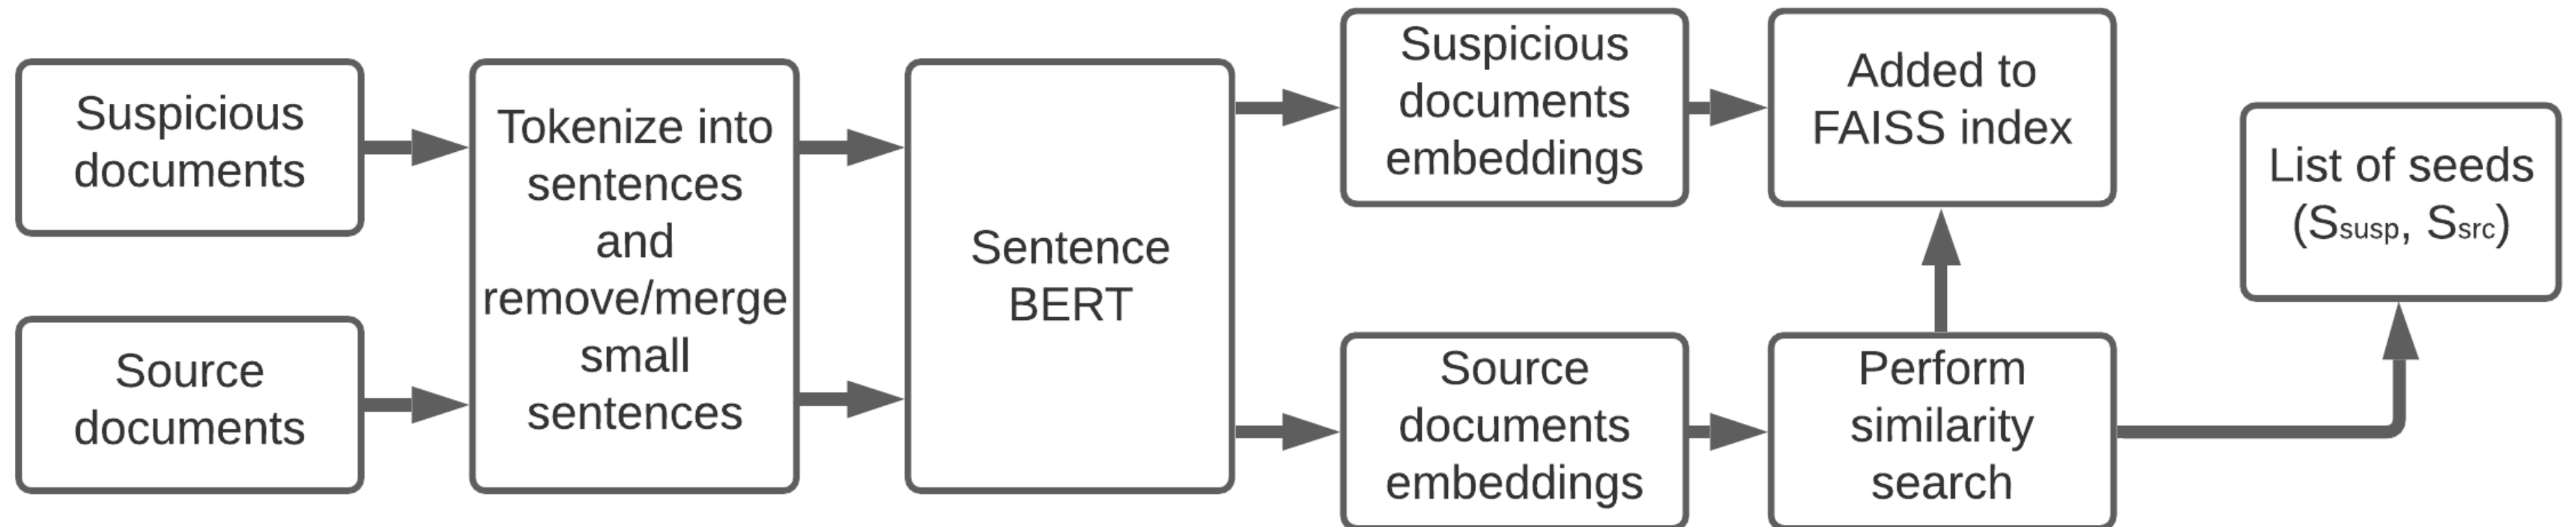 Suspicious
documents
Source
documents
Tokenize into
sentences
and
remove/merge
small
sentences
Sentence
BERT
Suspicious
documents
embeddings
Source
documents
embeddings
Added to
FAISS index
Perform
similarity
search
List of seeds
(Ssusp, Ssrc)